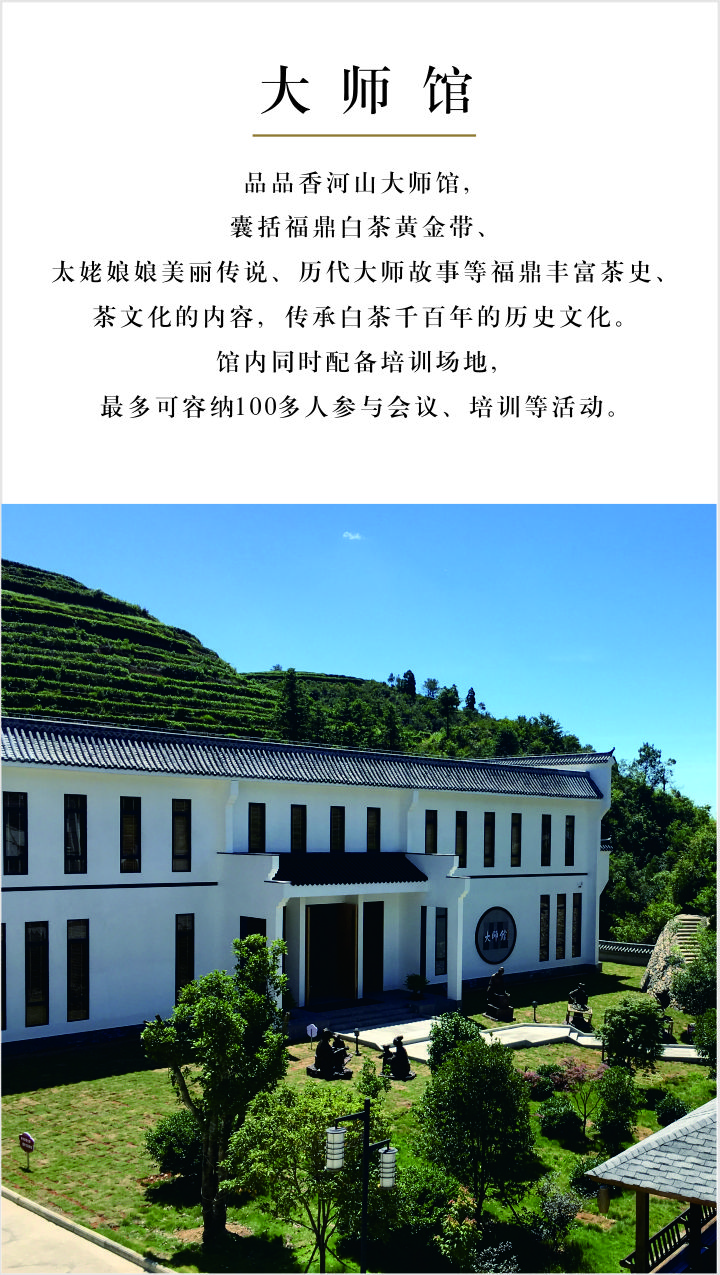 大师馆
品品香河山大师馆,
囊括福鼎白茶黄金带、
太姥娘娘美丽传说、历代大师故事等福鼎丰富茶史、
茶文化的内容，传承白茶千百年的历史文化。
馆内同时配备培训场地,
最多可容纳100多人参与会议、培训等活动。
大师馆